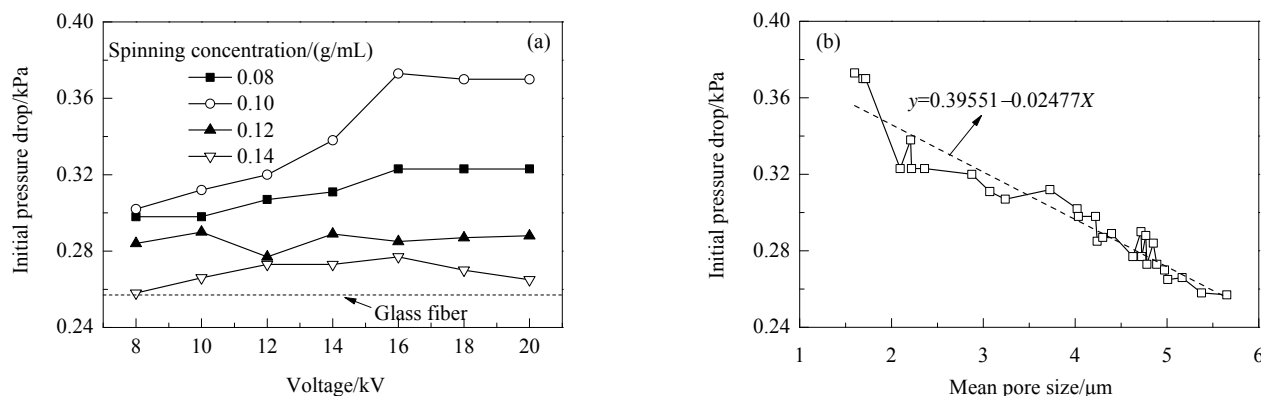 0.40
0.36
0.32
0.28
0.24
Initial pressure drop/kPa
(a)
Spinning concentration/(g/mL)
0.08
0.10
0.12
0.14
Glass fiber
8 10 12 14 16 18 20
Voltage/kV
0.40
0.36
0.32
0.28
0.24
Initial pressure drop/kPa
(b)
y=0.39551−0.02477X
1 2 3 4 5 6
Mean pore size/μm